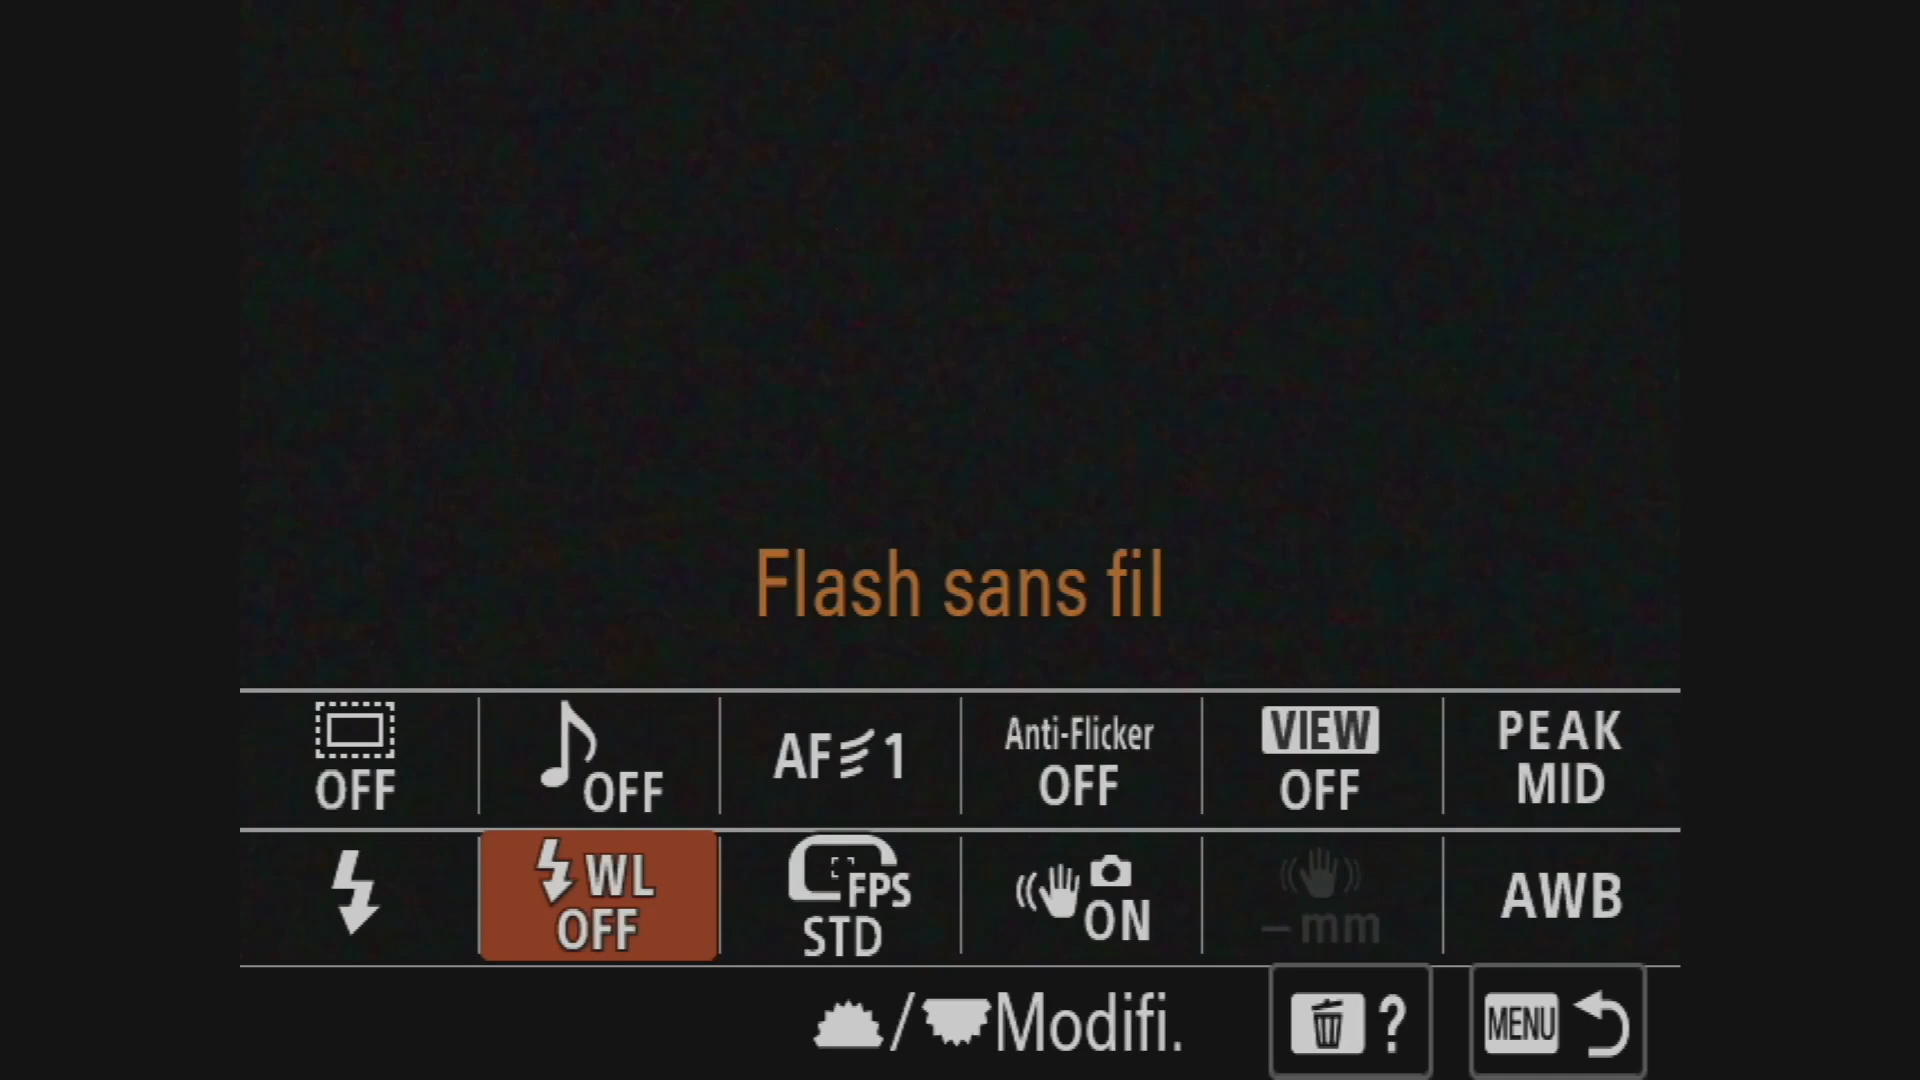 Flash sans fil
OFF
OFF
AF 1
Anti-Flicker
OFF
VIEW
OFF
PEAK
MID
WL
OFF
FPS
STD
ON
– mm
AWB
/ Modifi.
?
MENU